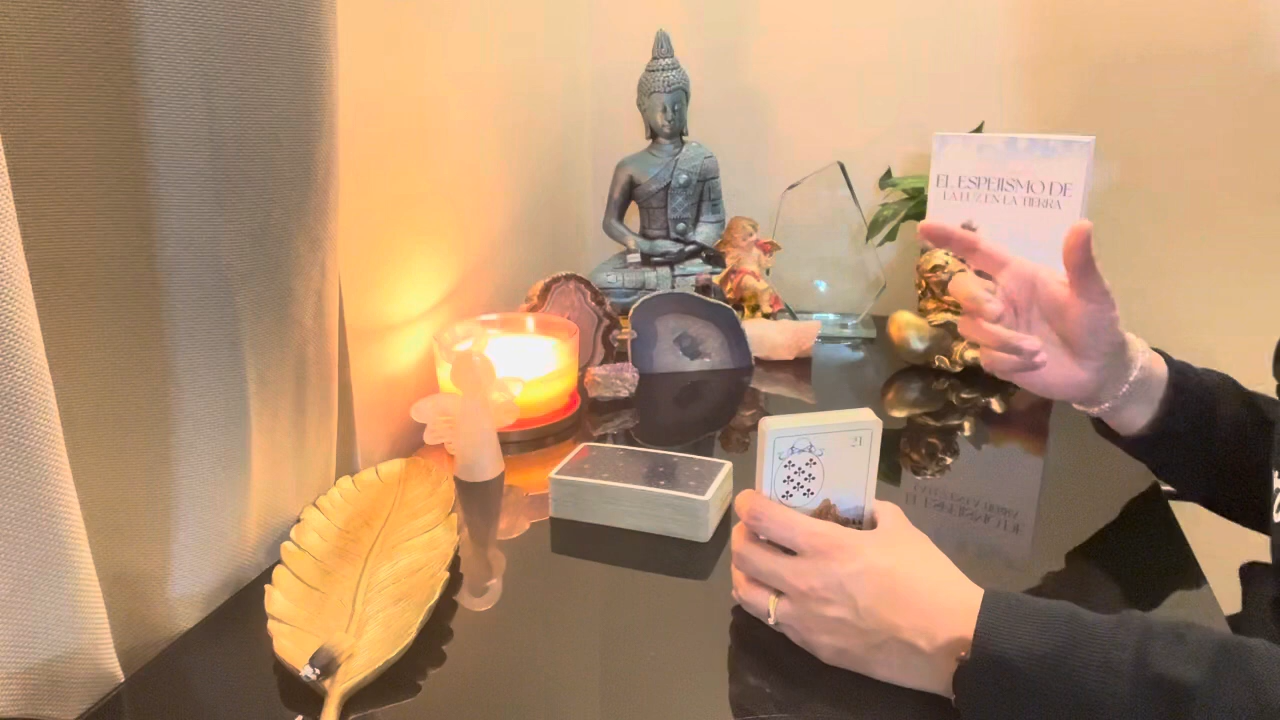 EL ESPEJISMO DE
LA LUZ EN LA TIERRA
21